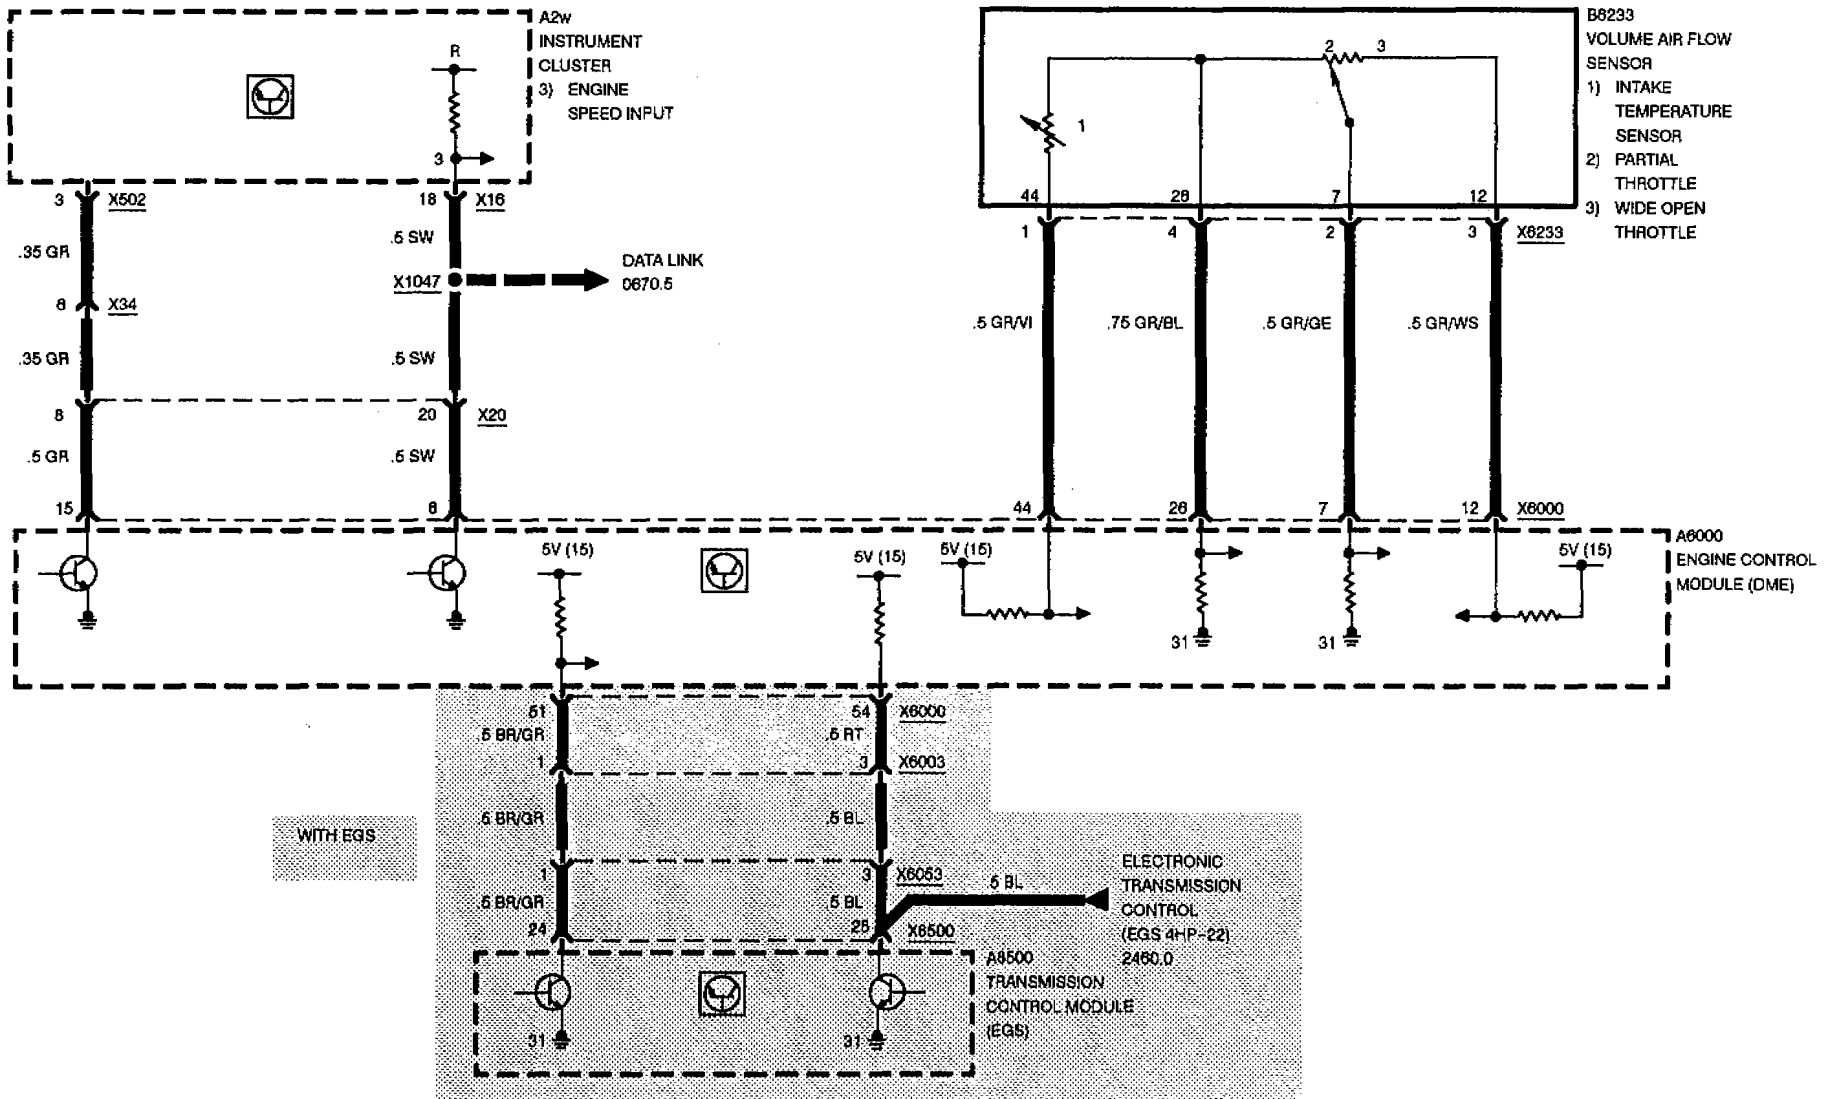 A2w
INSTRUMENT
CLUSTER
3) ENGINE
SPEED INPUT
R
3
B6233
VOLUME AIR FLOW
SENSOR
1) INTAKE
TEMPERATURE
SENSOR
2) PARTIAL
THROTTLE
3) WIDE OPEN
THROTTLE
2 3
1
44 26 7 12
3 X502
18 X16
1 4 2 3 X6233
.35 GR
.5 SW
X1047
DATA LINK
0670.5
6 X34
.5 GR/VI
.75 GR/BL
.5 GR/GE
.5 GR/WS
.35 GR
.5 SW
8
20 X20
.5 GR
.5 SW
15
6
44 26 7 12 X6000
A6000
ENGINE CONTROL
MODULE (DME)
5V (15)
5V (15)
5V (15)
5V (15)
31
31
51
54 X6000
.5 BR/GR
.5 RT
1
3 X6003
WITH EGS
.5 BR/GR
.5 BL
1
3 X6053
.5 BR/GR
.5 BL
.5 BL
24
25 X6500
ELECTRONIC
TRANSMISSION
CONTROL
(EGS 4HP-22)
2460.0
A6500
TRANSMISSION
CONTROL MODULE
(EGS)
31
31